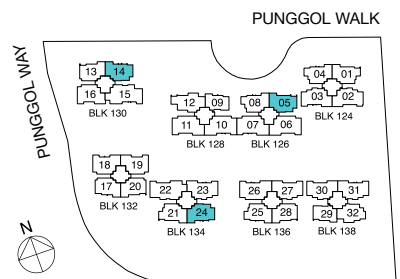 PUNGGOL WALK
PUNGGOL WAY
13 14
16 15
BLK 130
04 01
03 02
BLK 124
12 09
11 10
BLK 128
08 05
07 06
BLK 126
18 19
17 20
BLK 132
22 23
21 24
BLK 134
26 27
25 28
BLK 136
30 31
29 32
BLK 138
N